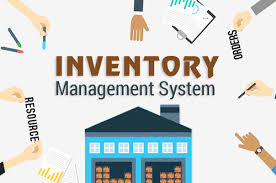 INVENTORY
Management System
RESOURCE
ORDERS